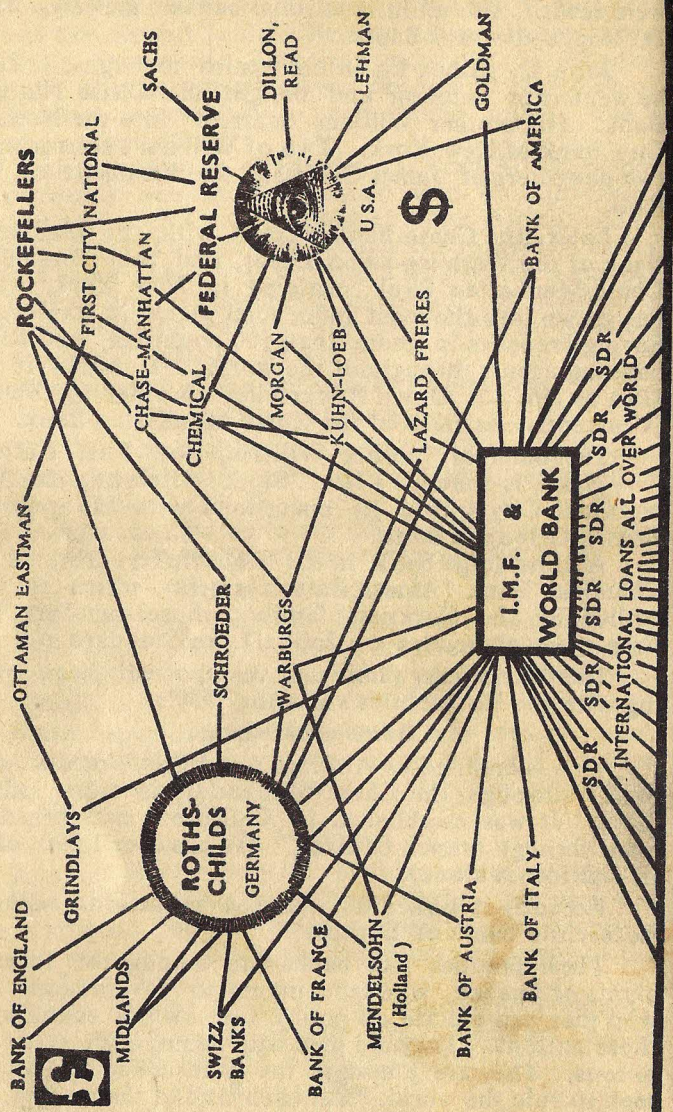 BANK OF ENGLAND
£
MIDLANDS
SWIZZ
BANKS
BANK OF FRANCE
MENDELSOHN
( Holland )
BANK OF AUSTRIA
BANK OF ITALY
GRINDLAYS
ROTHS-
CHILDS
GERMANY
OTTAMAN EASTMAN
SCHROEDER
WARBURGS
ROCKEFELLERS
FIRST CITY NATIONAL
CHASE-MANHATTAN
CHEMICAL
MORGAN
KUHN-LOEB
LAZARD FRERES
SACHS
FEDERAL RESERVE
DILLON,
READ
LEHMAN
GOLDMAN
BANK OF AMERICA
U S.A.
$
I.M.F. &
WORLD BANK
SDR SDR SDR SDR SDR SDR
INTERNATIONAL LOANS ALL OVER WORLD